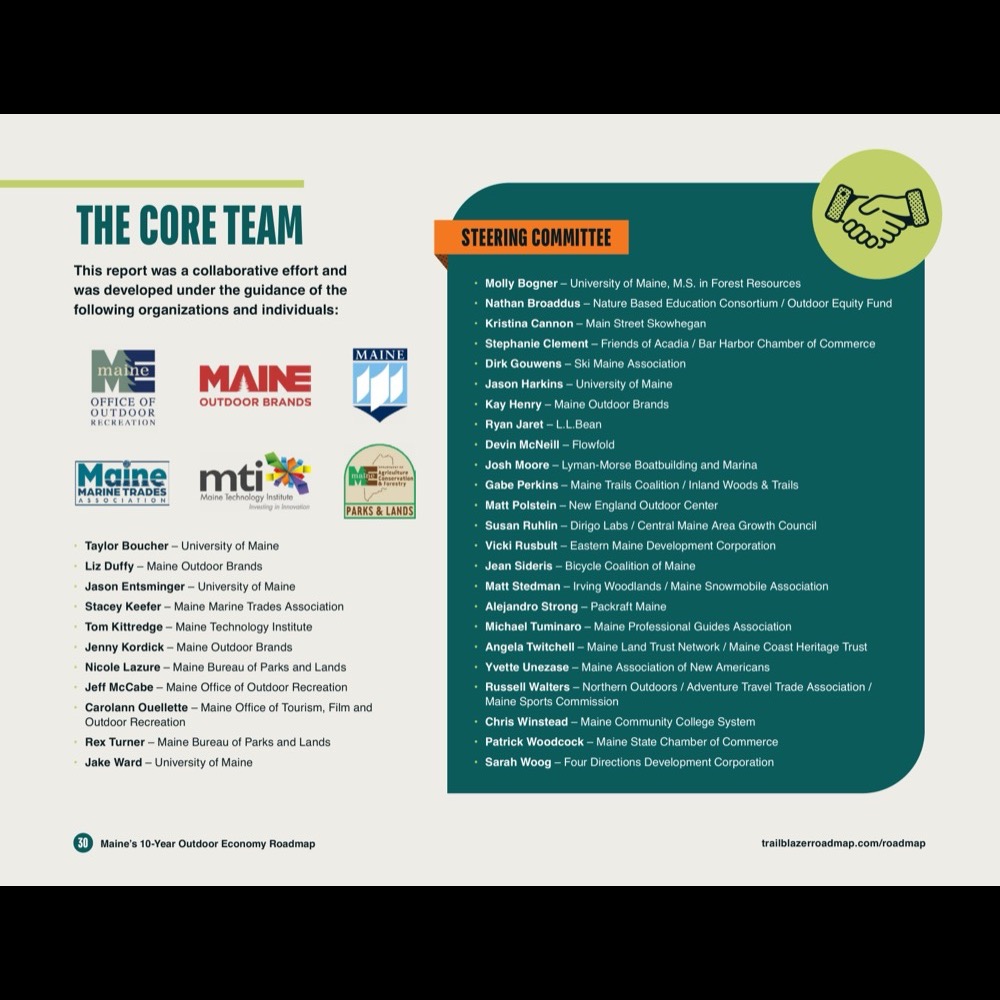 THE CORE TEAM
This report was a collaborative effort and
was developed under the guidance of the
following organizations and individuals:
maine
ME
OFFICE OF
OUTDOOR
RECREATION
MAINE
OUTDOOR BRANDS
MAINE
Maine
MARINE TRADES
ASSOCIATION
mti
Maine Technology Institute
Investing in Innovation
maine
Agriculture
Conservation
& Forestry
PARKS & LANDS
• Taylor Boucher – University of Maine
• Liz Duffy – Maine Outdoor Brands
• Jason Entsminger – University of Maine
• Stacey Keefer – Maine Marine Trades Association
• Tom Kittredge – Maine Technology Institute
• Jenny Kordick – Maine Outdoor Brands
• Nicole Lazure – Maine Bureau of Parks and Lands
• Jeff McCabe – Maine Office of Outdoor Recreation
• Carolann Ouellette – Maine Office of Tourism, Film and
Outdoor Recreation
• Rex Turner – Maine Bureau of Parks and Lands
• Jake Ward – University of Maine
STEERING COMMITTEE
• Molly Bogner – University of Maine, M.S. in Forest Resources
• Nathan Broaddus – Nature Based Education Consortium / Outdoor Equity Fund
• Kristina Cannon – Main Street Skowhegan
• Stephanie Clement – Friends of Acadia / Bar Harbor Chamber of Commerce
• Dirk Gouwens – Ski Maine Association
• Jason Harkins – University of Maine
• Kay Henry – Maine Outdoor Brands
• Ryan Jaret – L.L.Bean
• Devin McNeill – Flowfold
• Josh Moore – Lyman-Morse Boatbuilding and Marina
• Gabe Perkins – Maine Trails Coalition / Inland Woods & Trails
• Matt Polstein – New England Outdoor Center
• Susan Ruhlin – Dirigo Labs / Central Maine Area Growth Council
• Vicki Rusbult – Eastern Maine Development Corporation
• Jean Sideris – Bicycle Coalition of Maine
• Matt Stedman – Irving Woodlands / Maine Snowmobile Association
• Alejandro Strong – Packraft Maine
• Michael Tuminaro – Maine Professional Guides Association
• Angela Twitchell – Maine Land Trust Network / Maine Coast Heritage Trust
• Yvette Unezase – Maine Association of New Americans
• Russell Walters – Northern Outdoors / Adventure Travel Trade Association /
Maine Sports Commission
• Chris Winstead – Maine Community College System
• Patrick Woodcock – Maine State Chamber of Commerce
• Sarah Woog – Four Directions Development Corporation
30 Maine's 10-Year Outdoor Economy Roadmap
trailblazerroadmap.com/roadmap